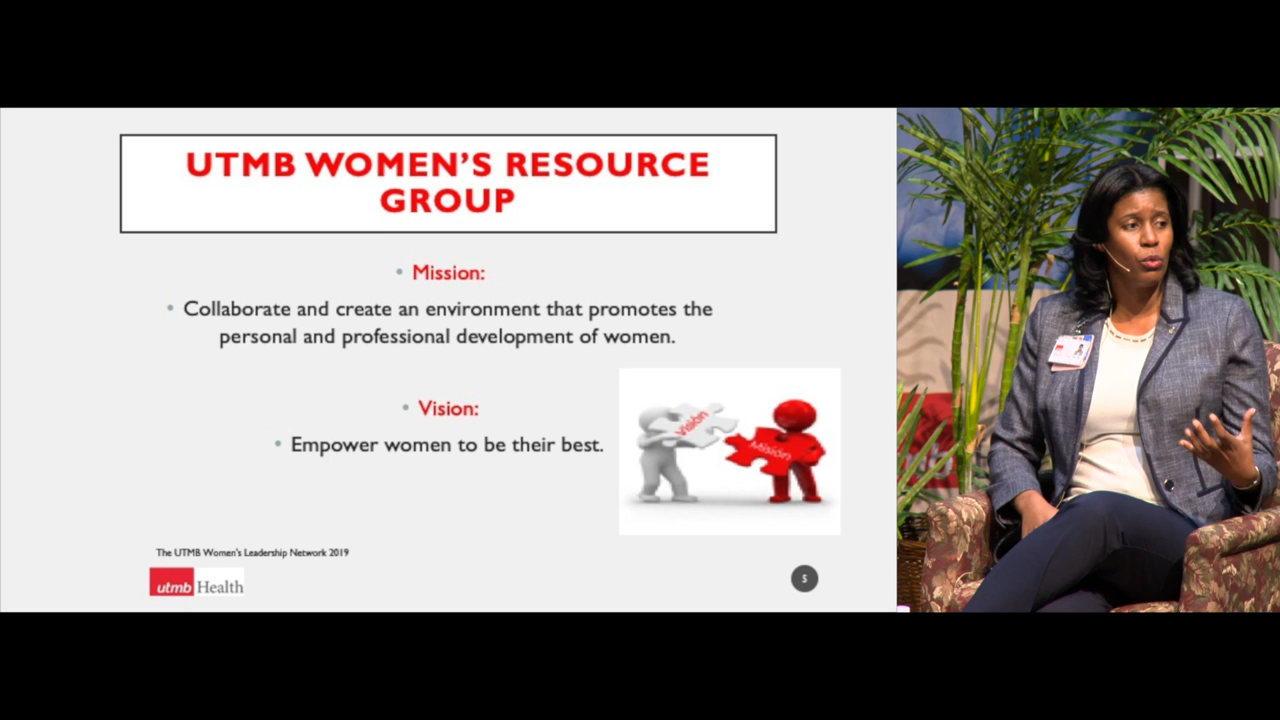 UTMB WOMEN'S RESOURCE
GROUP
• Mission:
• Collaborate and create an environment that promotes the
personal and professional development of women.
• Vision:
• Empower women to be their best.
Vision
Mission
The UTMB Women's Leadership Network 2019
utmb Health
5